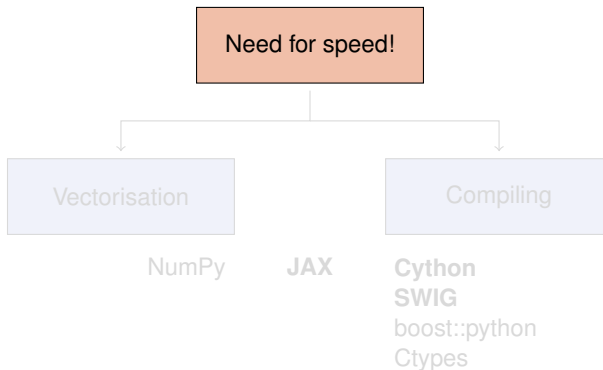 Need for speed!
Vectorisation
Compiling
NumPy
JAX
Cython
SWIG
boost::python
Ctypes